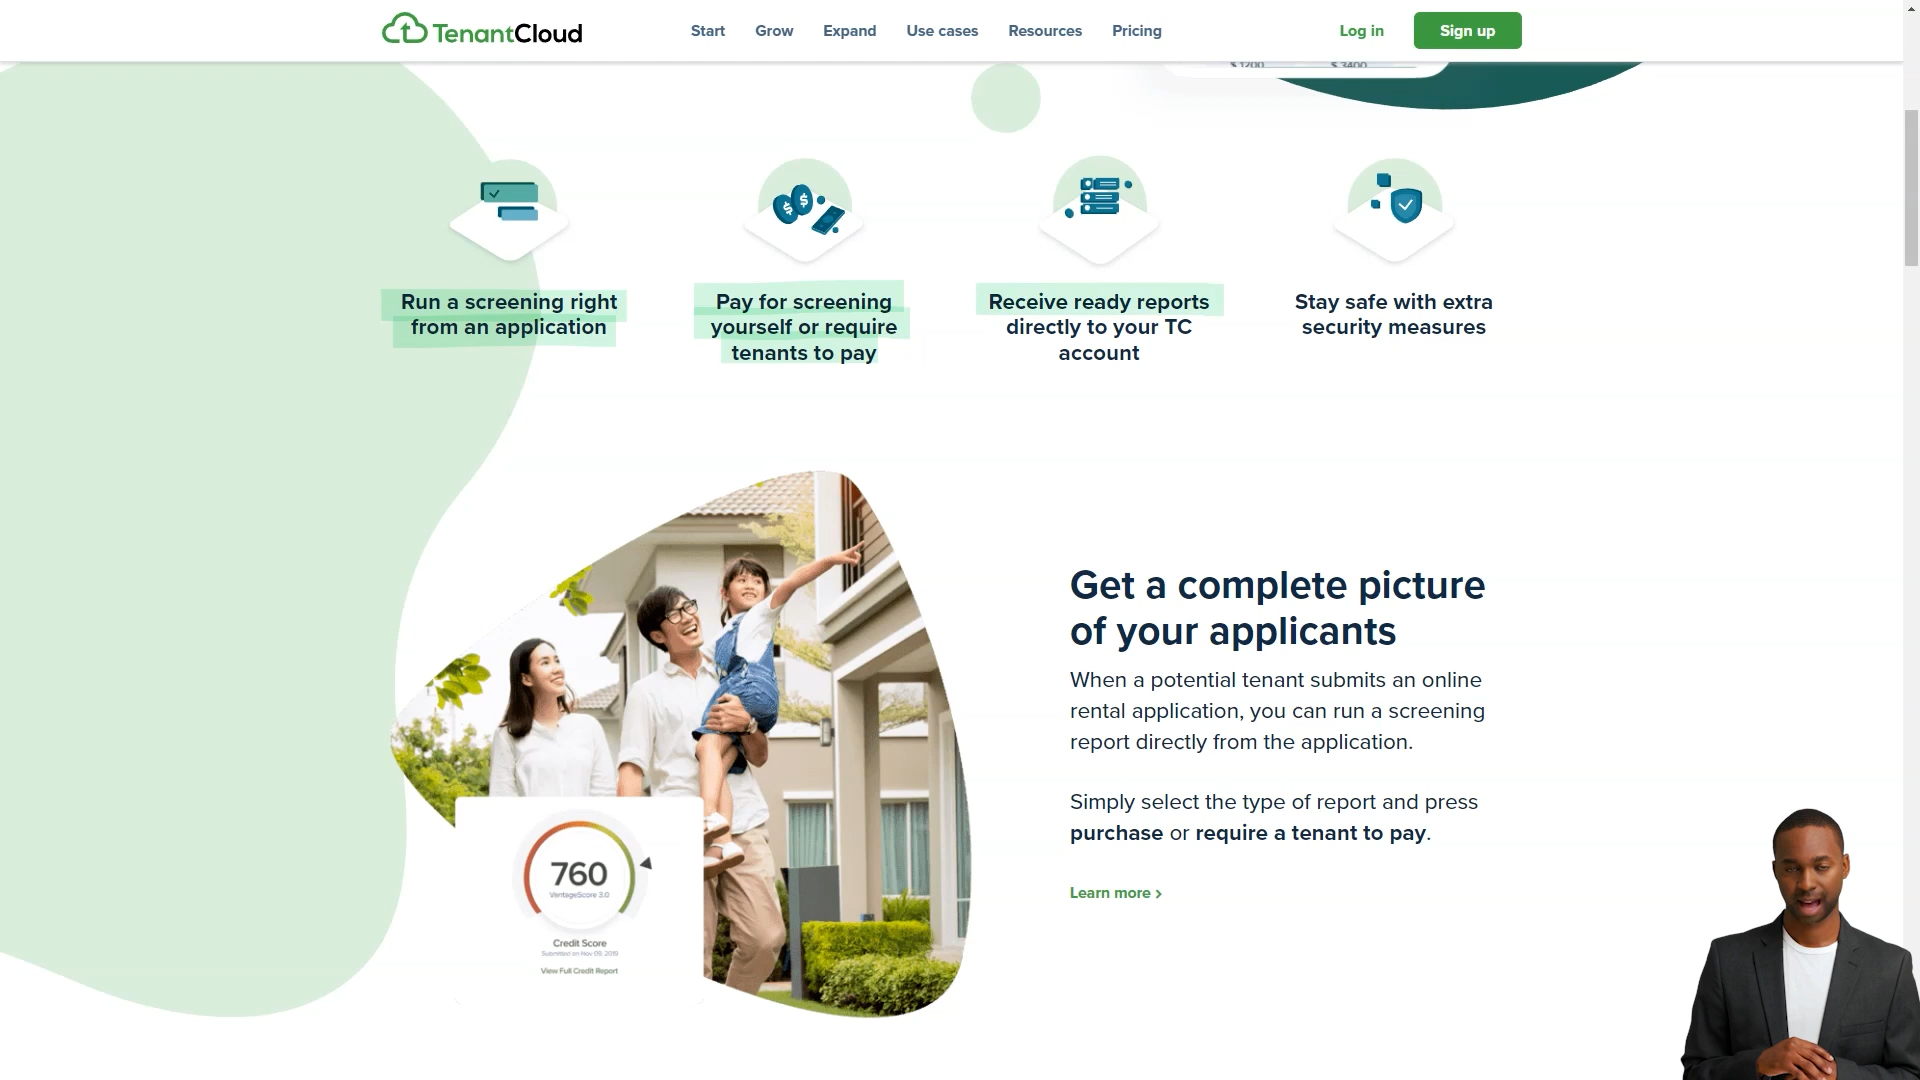 TenantCloud
Start
Grow
Expand
Use cases
Resources
Pricing
Log in
Sign up
$ 1200
$ 3400
Run a screening right
from an application
Pay for screening
yourself or require
tenants to pay
Receive ready reports
directly to your TC
account
Stay safe with extra
security measures
Get a complete picture
of your applicants
When a potential tenant submits an online
rental application, you can run a screening
report directly from the application.
Simply select the type of report and press
purchase or require a tenant to pay.
Learn more >
760
VantageScore 3.0
Credit Score
Submitted on Nov 09, 2019
View Full Credit Report